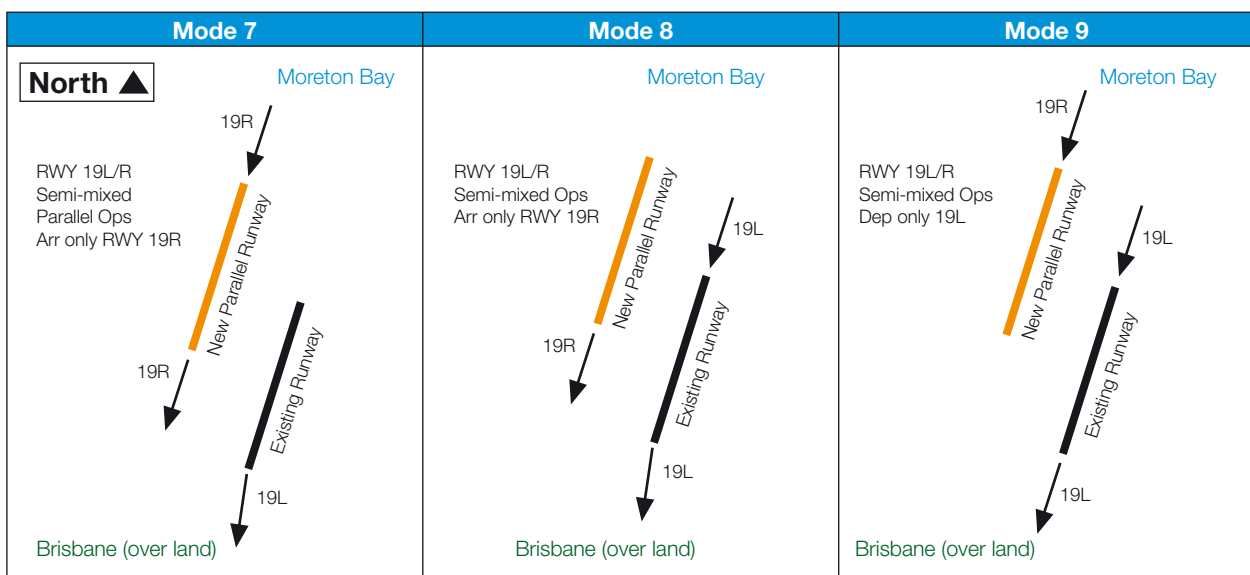 Mode 7
North ▲
Moreton Bay
19R
RWY 19L/R
Semi-mixed
Parallel Ops
Arr only RWY 19R
New Parallel Runway
19R
Existing Runway
19L
Brisbane (over land)
Mode 8
Moreton Bay
RWY 19L/R
Semi-mixed Ops
Arr only RWY 19R
New Parallel Runway
19L
19R
Existing Runway
19L
Brisbane (over land)
Mode 9
Moreton Bay
19R
RWY 19L/R
Semi-mixed Ops
Dep only 19L
New Parallel Runway
19L
Existing Runway
19L
Brisbane (over land)